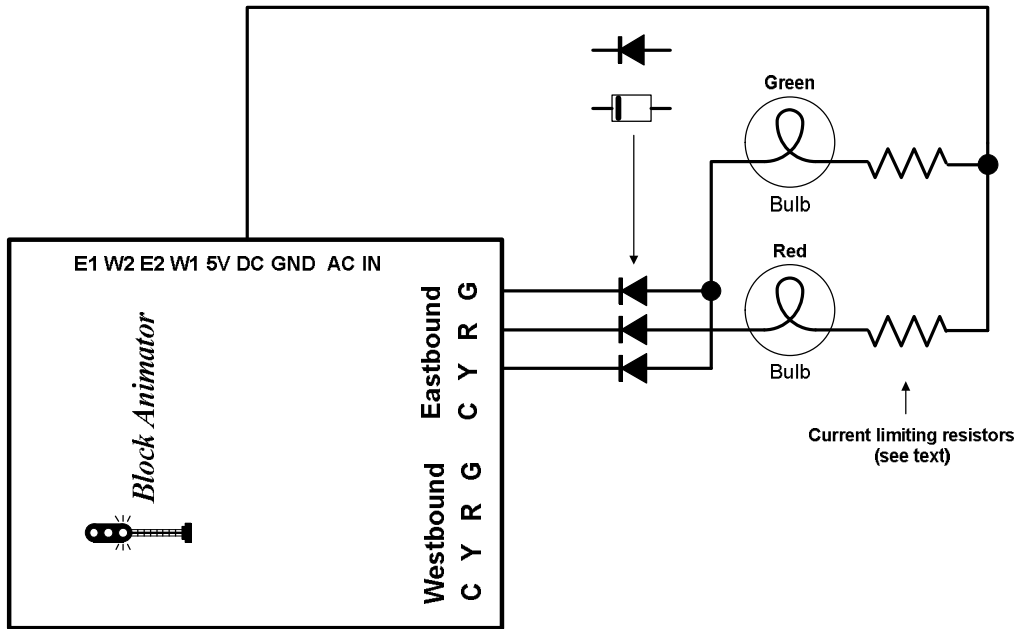 Green
Bulb
Red
Bulb
Current limiting resistors
(see text)
E1 W2 E2 W1 5V DC GND AC IN
Block Animator
Eastbound
C Y R G
Westbound
C Y R G